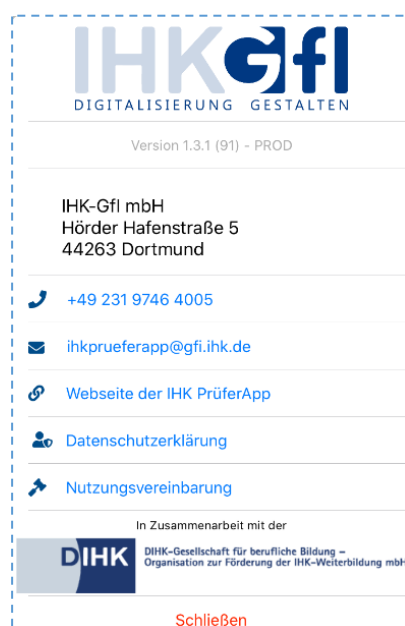 IHKGfI
DIGITALISIERUNG GESTALTEN
Version 1.3.1 (91) - PROD
IHK-GfI mbH
Hörder Hafenstraße 5
44263 Dortmund
+49 231 9746 4005
ihkprueferapp@gfi.ihk.de
Webseite der IHK PrüferApp
Datenschutzerklärung
Nutzungsvereinbarung
In Zusammenarbeit mit der
DIHK
DIHK-Gesellschaft für berufliche Bildung –
Organisation zur Förderung der IHK-Weiterbildung mbH
Schließen